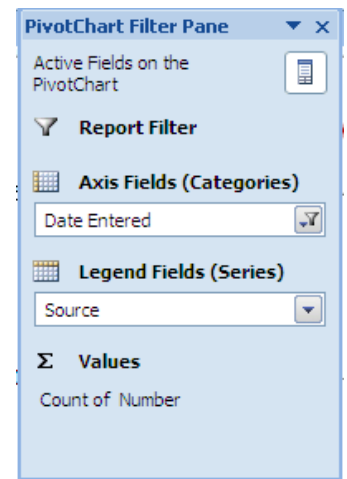 PivotChart Filter Pane
Active Fields on the
PivotChart
Report Filter
Axis Fields (Categories)
Date Entered
Legend Fields (Series)
Source
Σ Values
Count of Number